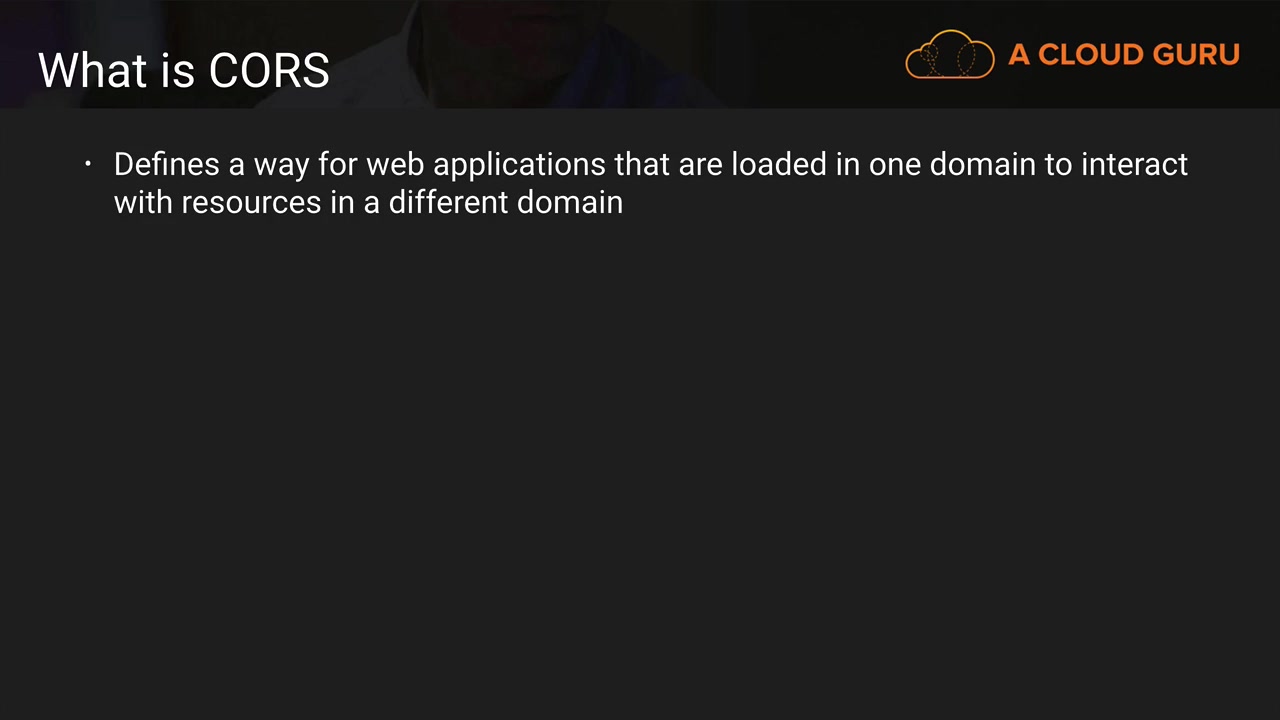 What is CORS
A CLOUD GURU
• Defines a way for web applications that are loaded in one domain to interact
with resources in a different domain